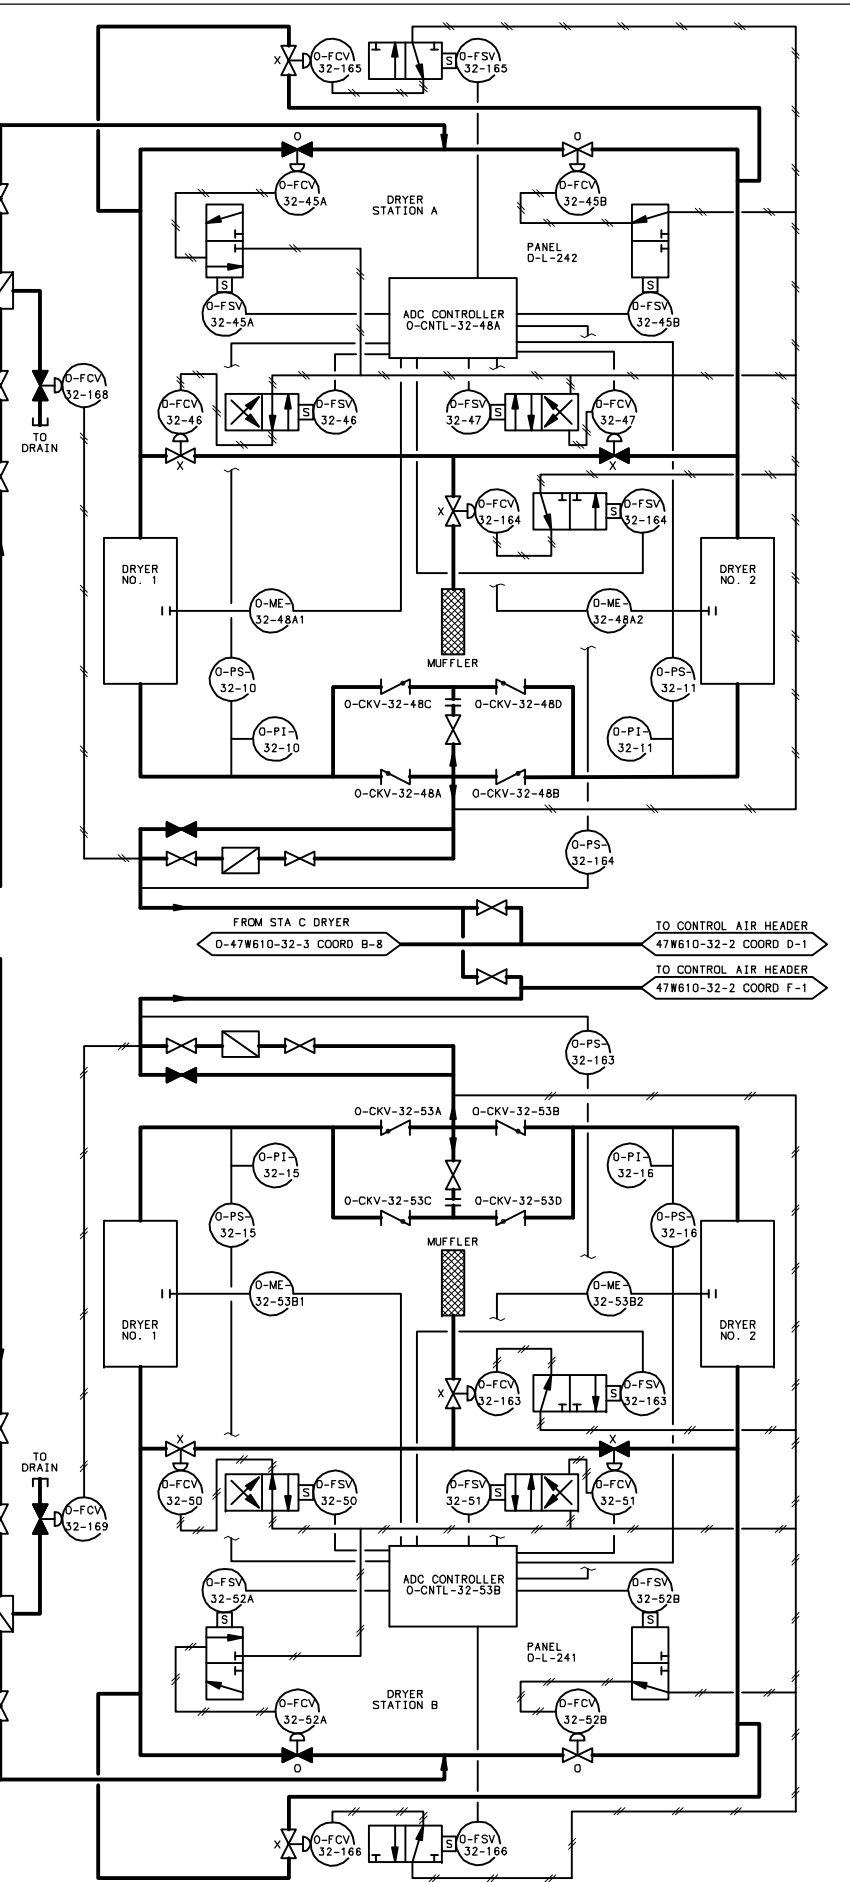 O-FCV
32-165
O-FSV
32-165
X
S
O
O
O-FCV
32-45A
O-FCV
32-45B
DRYER
STATION A
PANEL
O-L-242
S
S
O-FSV
32-45A
ADC CONTROLLER
O-CNTL-32-48A
O-FSV
32-45B
O-FCV
32-168
O-FCV
32-46
S
O-FSV
32-46
O-FSV
32-47
S
O-FCV
32-47
TO
DRAIN
X
X
X
O-FCV
32-164
S
O-FSV
32-164
DRYER
NO. 1
DRYER
NO. 2
O-ME-
32-48A1
O-ME-
32-48A2
MUFFLER
O-PS-
32-10
O-PS-
32-11
O-CKV-32-48C
O-CKV-32-48D
O-PI-
32-10
O-PI-
32-11
O-CKV-32-48A
O-CKV-32-48B
O-PS-
32-164
FROM STA C DRYER
O-47W610-32-3 COORD B-8
TO CONTROL AIR HEADER
47W610-32-2 COORD D-1
TO CONTROL AIR HEADER
47W610-32-2 COORD F-1
O-PS-
32-163
O-CKV-32-53A
O-CKV-32-53B
O-PI-
32-15
O-PI-
32-16
O-CKV-32-53C
O-CKV-32-53D
O-PS-
32-15
O-PS-
32-16
MUFFLER
O-ME-
32-53B1
O-ME-
32-53B2
DRYER
NO. 1
DRYER
NO. 2
X
O-FCV
32-163
S
O-FSV
32-163
X
X
TO
DRAIN
O-FCV
32-50
S
O-FSV
32-50
O-FSV
32-51
S
O-FCV
32-51
O-FCV
32-169
O-FSV
32-52A
ADC CONTROLLER
O-CNTL-32-53B
O-FSV
32-52B
S
S
PANEL
O-L-241
DRYER
STATION B
O-FCV
32-52A
O-FCV
32-52B
O
O
X
O-FCV
32-166
S
O-FSV
32-166